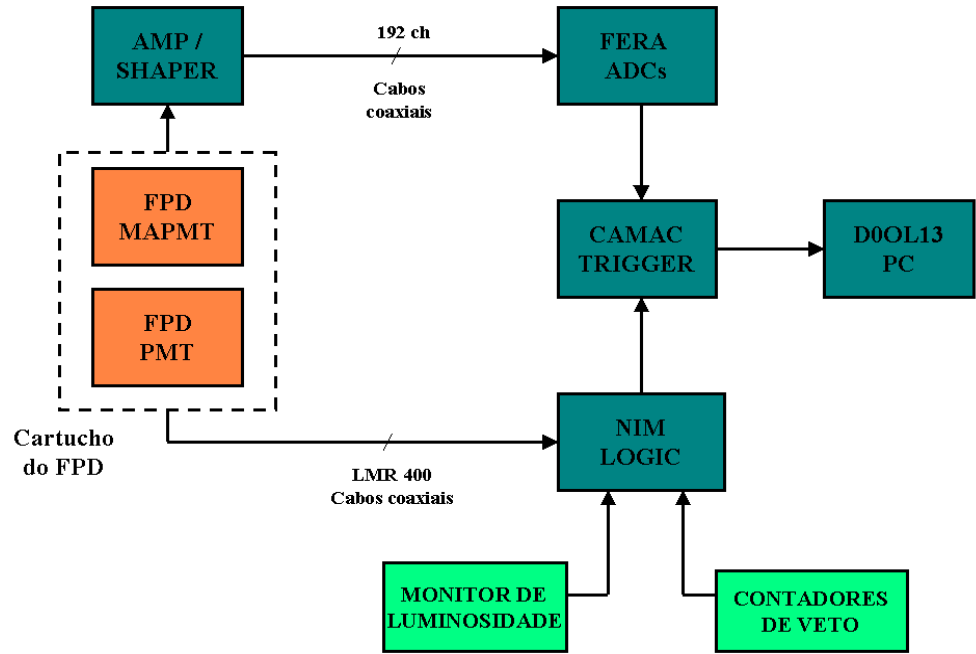 AMP /
SHAPER
192 ch
Cabos
coaxiais
FERA
ADCs
FPD
MAPMT
FPD
PMT
Cartucho
do FPD
CAMAC
TRIGGER
D0OL13
PC
LMR 400
Cabos coaxiais
NIM
LOGIC
MONITOR DE
LUMINOSIDADE
CONTADORES
DE VETO